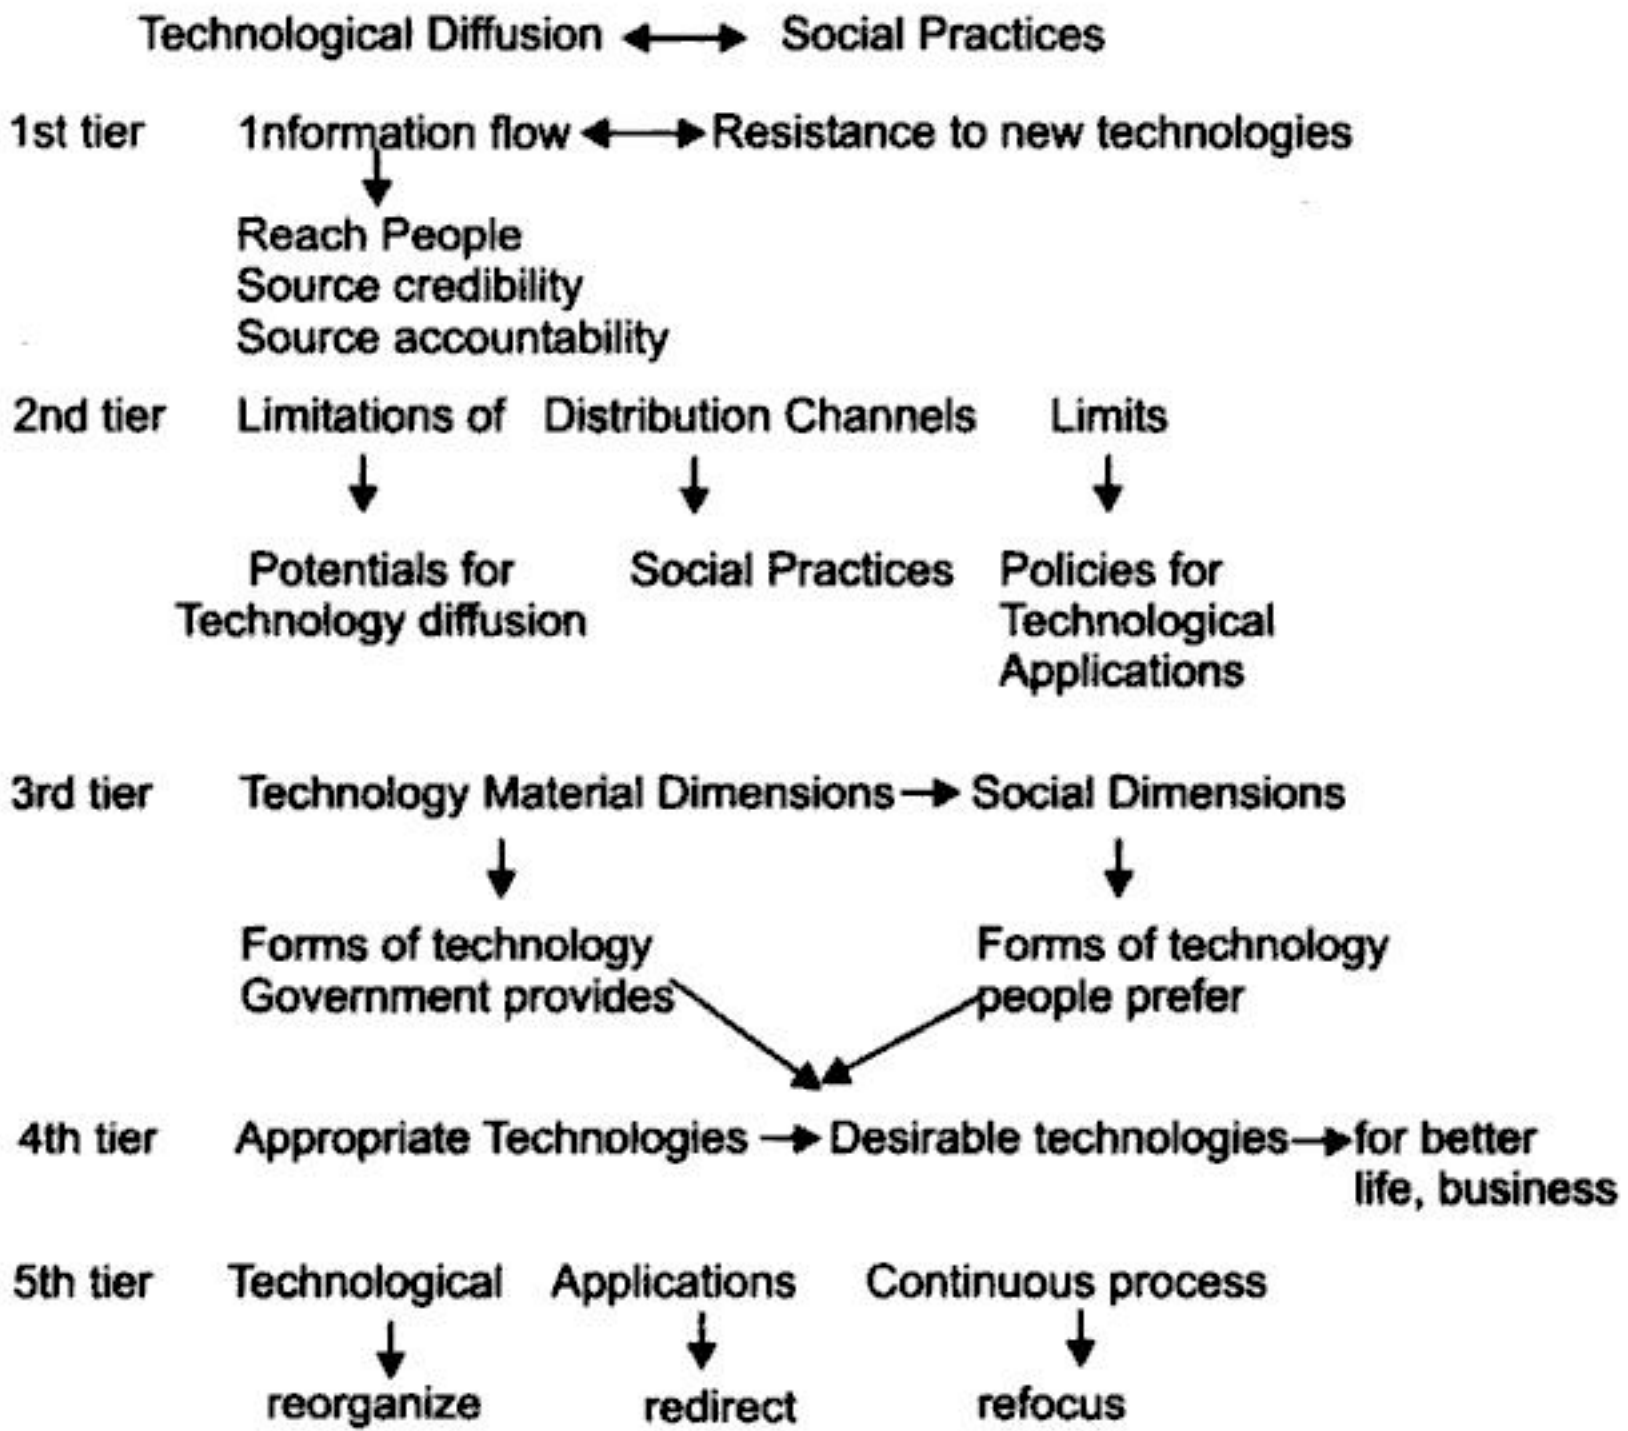 Technological Diffusion ↔ Social Practices
1st tier 1nformation flow ↔ Resistance to new technologies
Reach People
Source credibility
Source accountability
2nd tier Limitations of Distribution Channels Limits
Potentials for Social Practices Policies for
Technology diffusion Technological
Applications
3rd tier Technology Material Dimensions → Social Dimensions
Forms of technology Forms of technology
Government provides people prefer
4th tier Appropriate Technologies → Desirable technologies → for better
life, business
5th tier Technological Applications Continuous process
reorganize redirect refocus